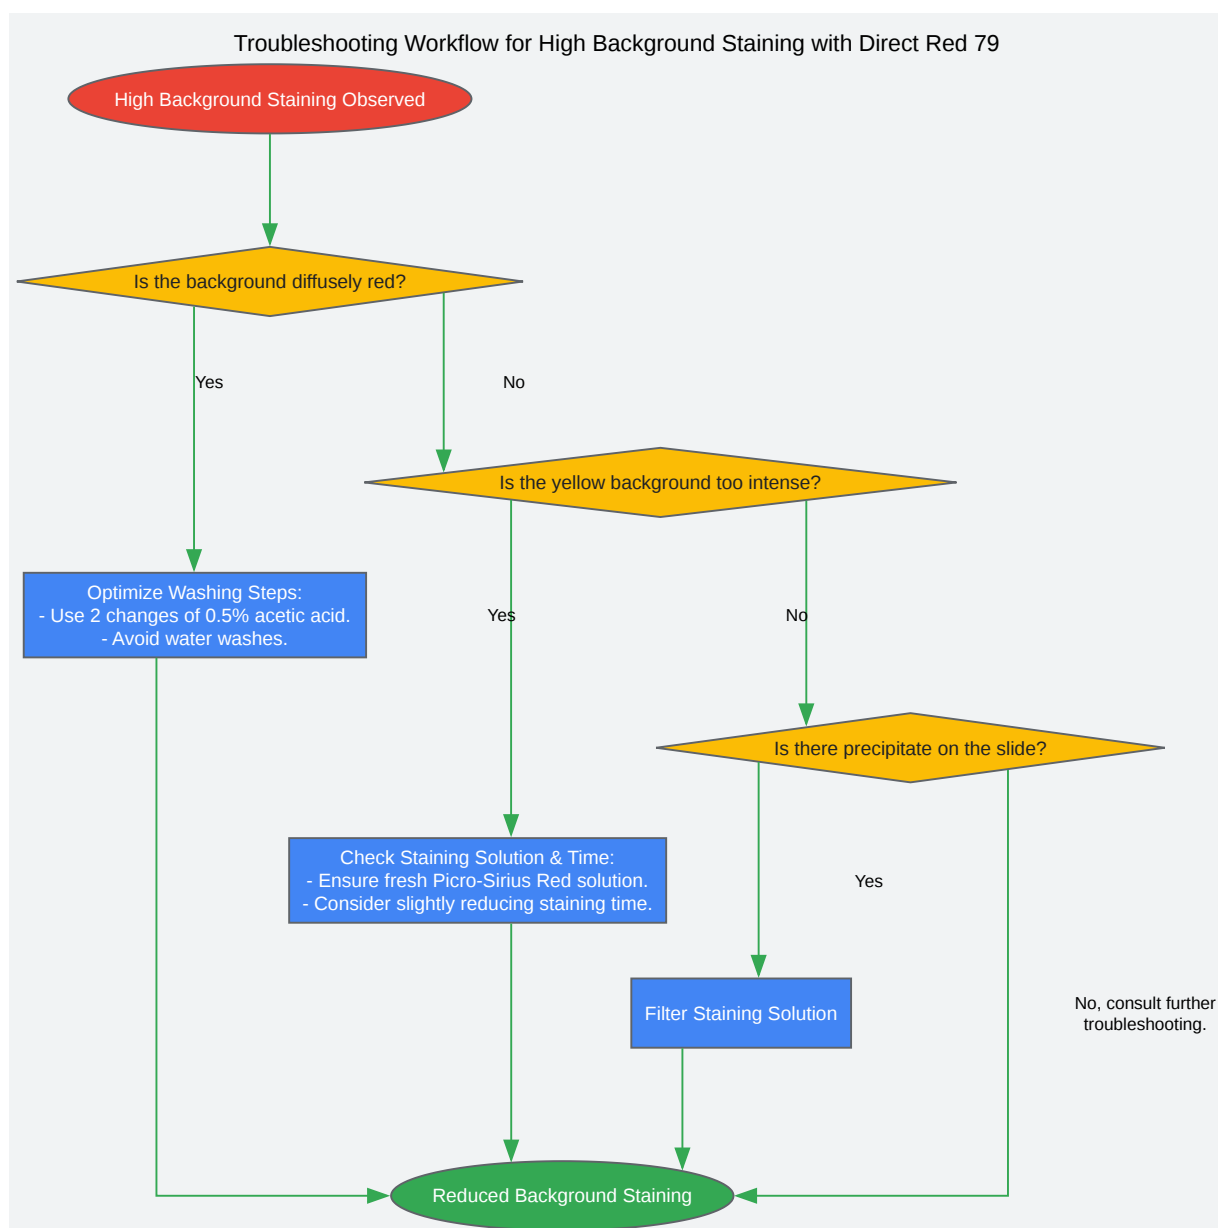 Troubleshooting Workflow for High Background Staining with Direct Red 79
High Background Staining Observed
Is the background diffusely red?
Yes
No
Is the yellow background too intense?
Optimize Washing Steps:
- Use 2 changes of 0.5% acetic acid.
- Avoid water washes.
Yes
No
Is there precipitate on the slide?
Check Staining Solution & Time:
- Ensure fresh Picro-Sirius Red solution.
- Consider slightly reducing staining time.
Yes
Filter Staining Solution
No, consult further
troubleshooting.
Reduced Background Staining